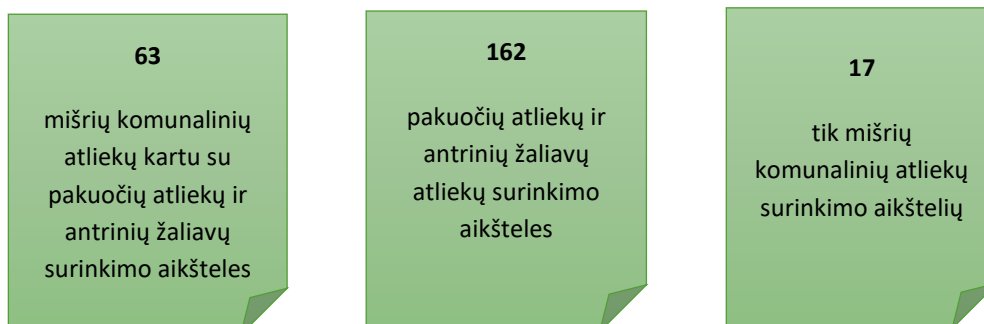 63
mišrių komunalinių
atliekų kartu su
pakuočių atliekų ir
antrinių žaliavų
surinkimo aikšteles
162
pakuočių atliekų ir
antrinių žaliavų
atliekų surinkimo
aikšteles
17
tik mišrių
komunalinių atliekų
surinkimo aikštelių